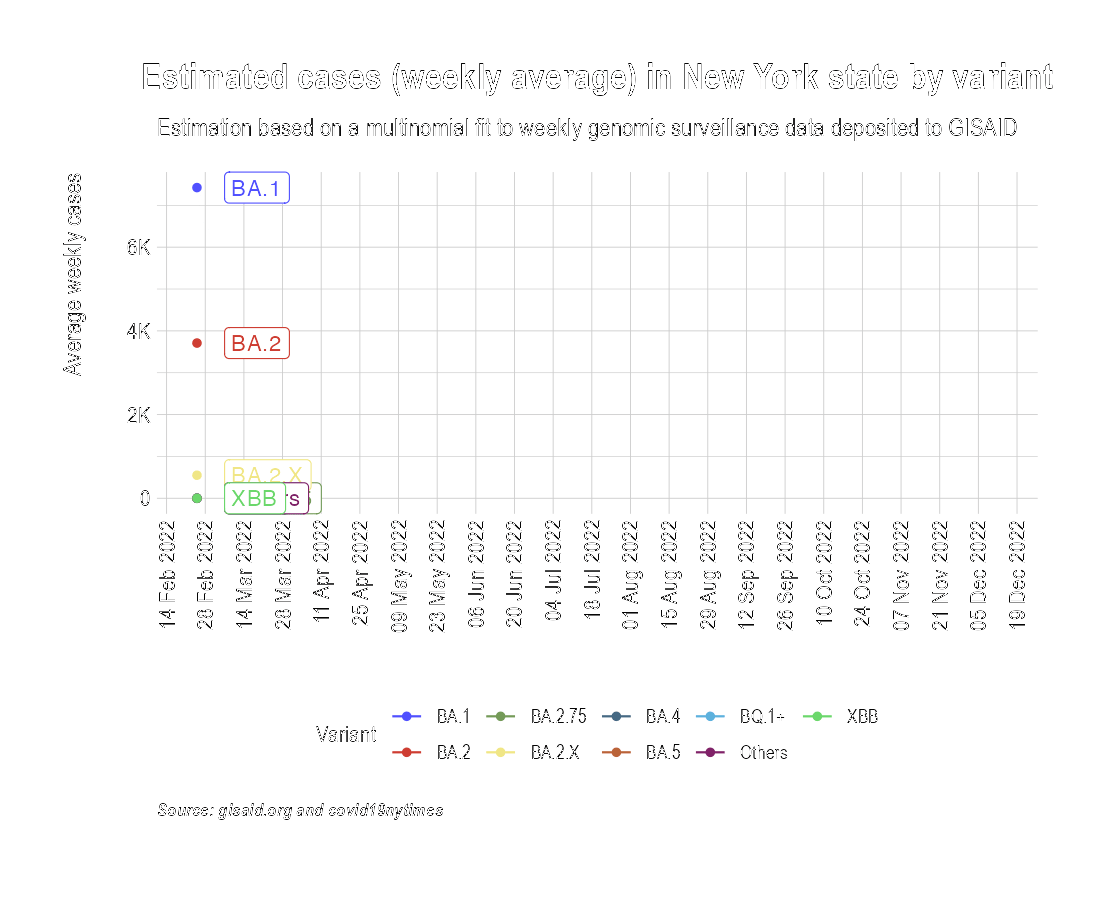 Estimated cases (weekly average) in New York state by variant
Estimation based on a multinomial fit to weekly genomic surveillance data deposited to GISAID
Average weekly cases
6K
4K
2K
0
BA.1
BA.2
BA.2.X
XBB
14 Feb 2022
28 Feb 2022
14 Mar 2022
28 Mar 2022
11 Apr 2022
25 Apr 2022
09 May 2022
23 May 2022
06 Jun 2022
20 Jun 2022
04 Jul 2022
18 Jul 2022
01 Aug 2022
15 Aug 2022
29 Aug 2022
12 Sep 2022
26 Sep 2022
10 Oct 2022
24 Oct 2022
07 Nov 2022
21 Nov 2022
05 Dec 2022
19 Dec 2022
Variant
BA.1 BA.2.75 BA.4 BQ.1+ XBB
BA.2 BA.2.X BA.5 Others
Source: gisaid.org and covid19nytimes